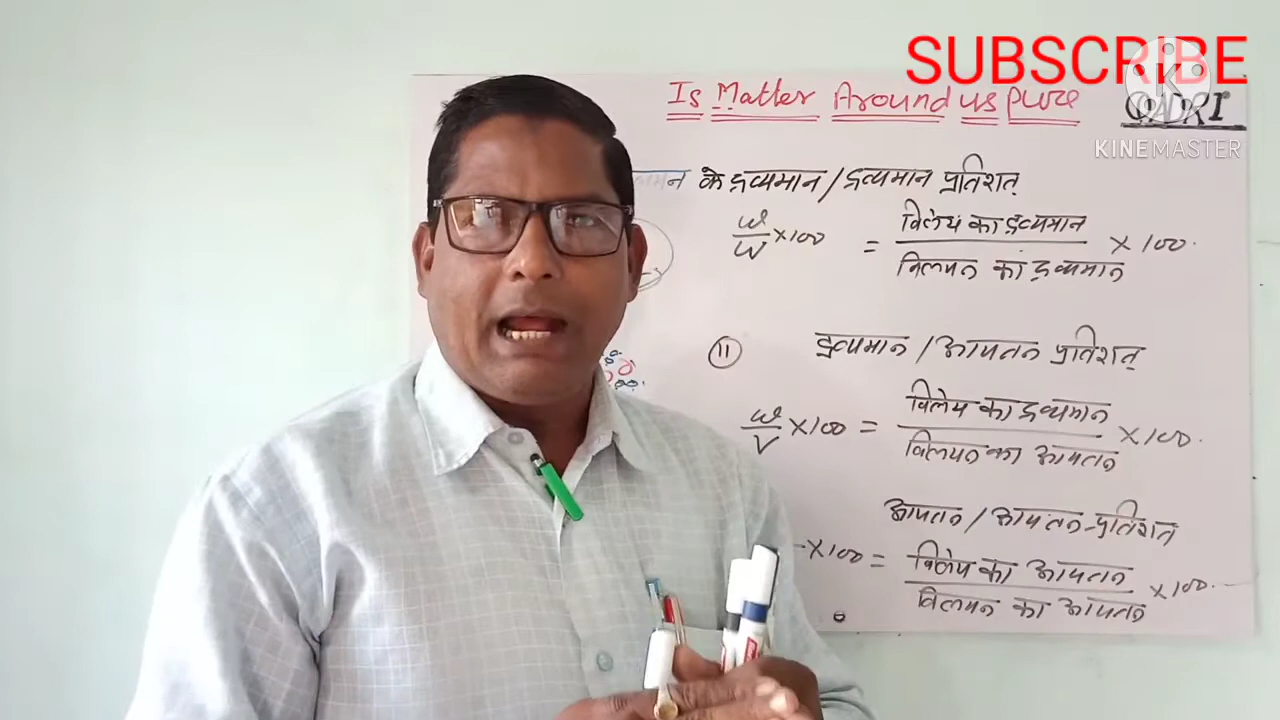 SUBSCRIBE
K
QADRI
KINEMASTER
Is Matter Around us pure
के द्रव्यमान / द्रव्यमान प्रतिशत्
w/W ×100 = विलेय का द्रव्यमान / विलयन का द्रव्यमान × 100.
11 द्रव्यमान / आयतन प्रतिशत्
w/V ×100 = विलेय का द्रव्यमान / विलयन का आयतन ×100.
आयतन / आयतन-प्रतिशत
×100 = विलेय का आयतन / विलयन का आयतन ×100.